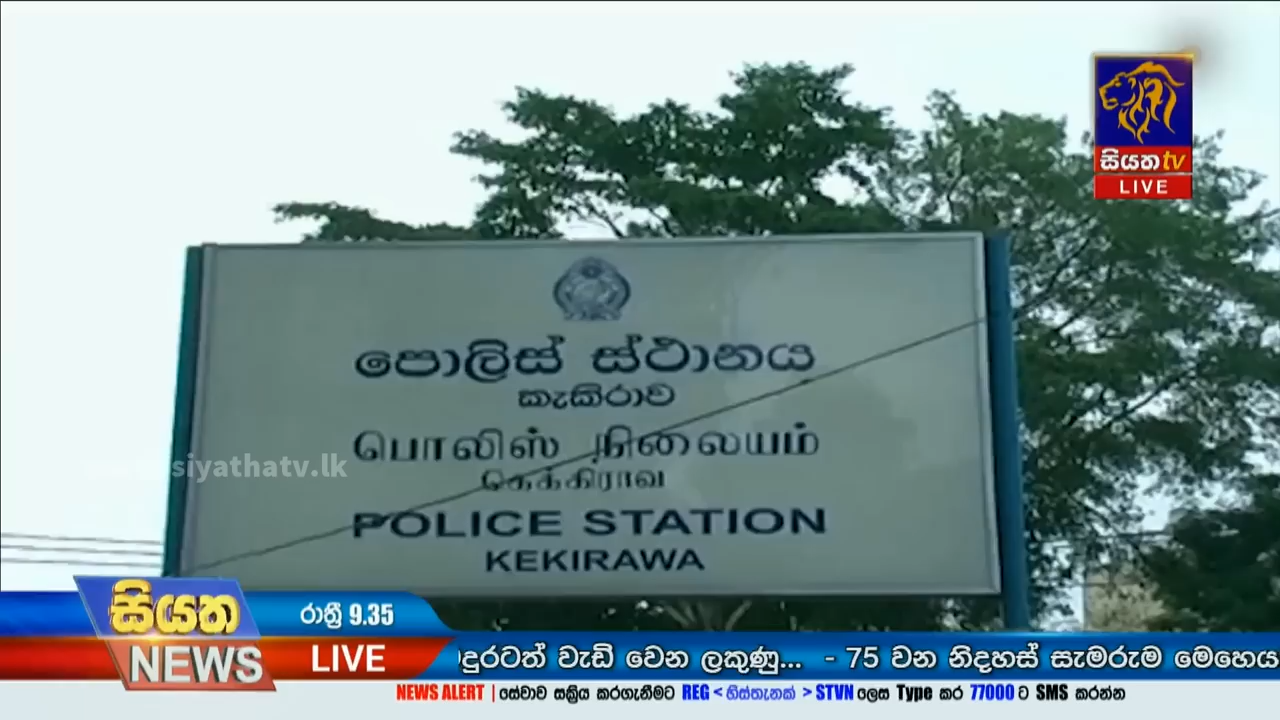 සියත tv
LIVE
පොලිස් ස්ථානය
කැකිරාව
பொலிஸ் நிலையம்
கெக்கிராவ
POLICE STATION
KEKIRAWA
siyathatv.lk
සියත
NEWS
රාත්‍රී 9.35
LIVE
වැඩි වෙන ලකුණු... - 75 වන නිදහස් සැමරුම
NEWS ALERT | සේවාව සක්‍රිය කරගැනීමට REG < හිස්තැනක් > STVN ලෙස Type කර 77000 ට SMS කරන්න